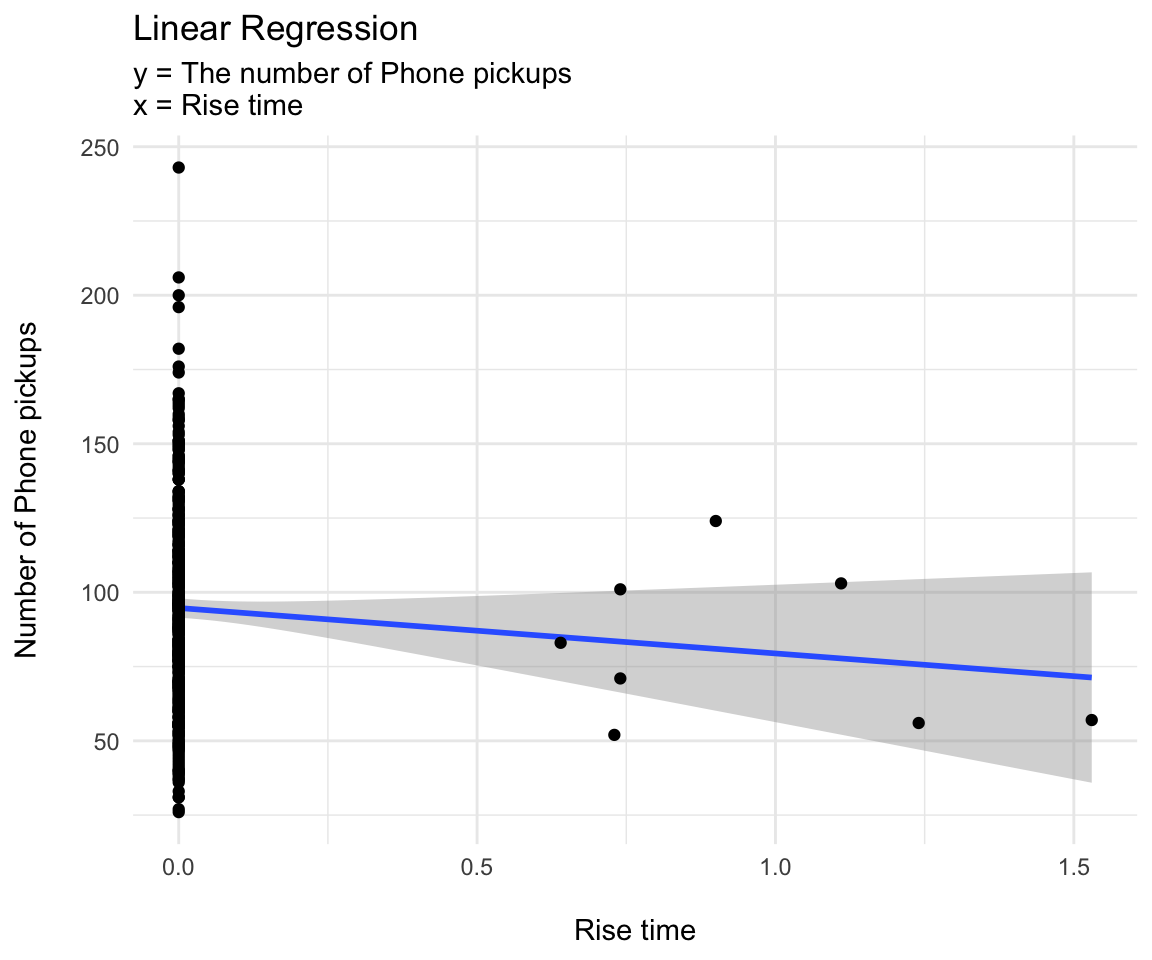 Linear Regression
y = The number of Phone pickups
x = Rise time
250
200
150
100
50
Number of Phone pickups
0.0 0.5 1.0 1.5
Rise time